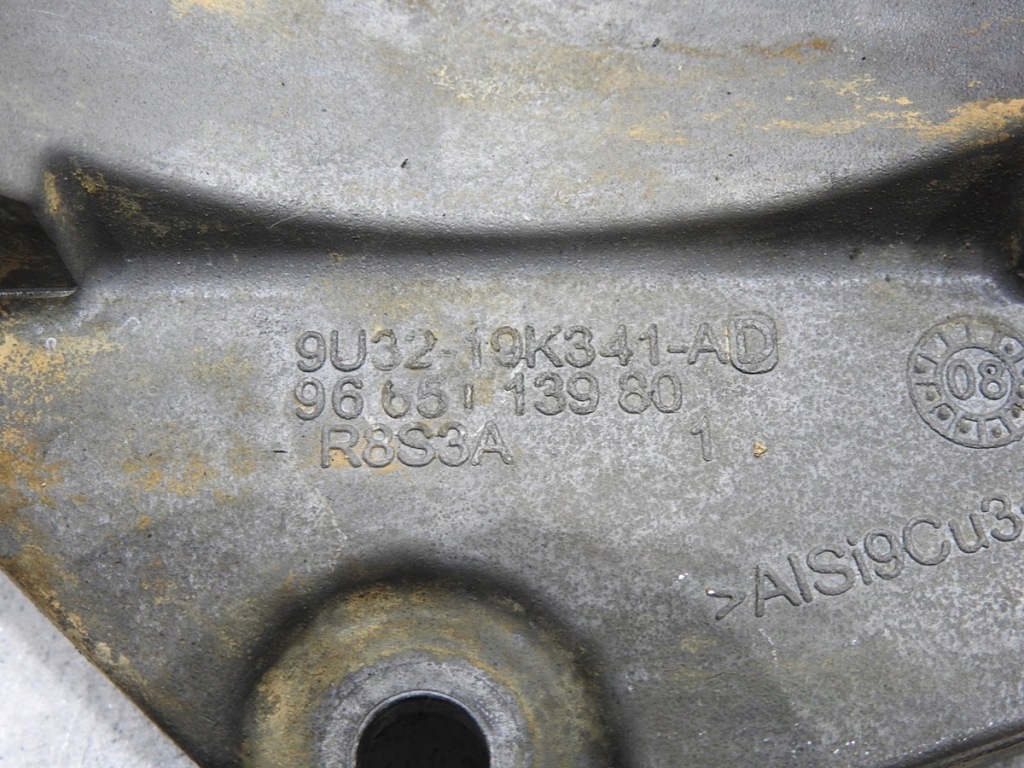 9U32-19K341-AD
96 651 139 80
R8S3A 1
08
>AlSi9Cu3